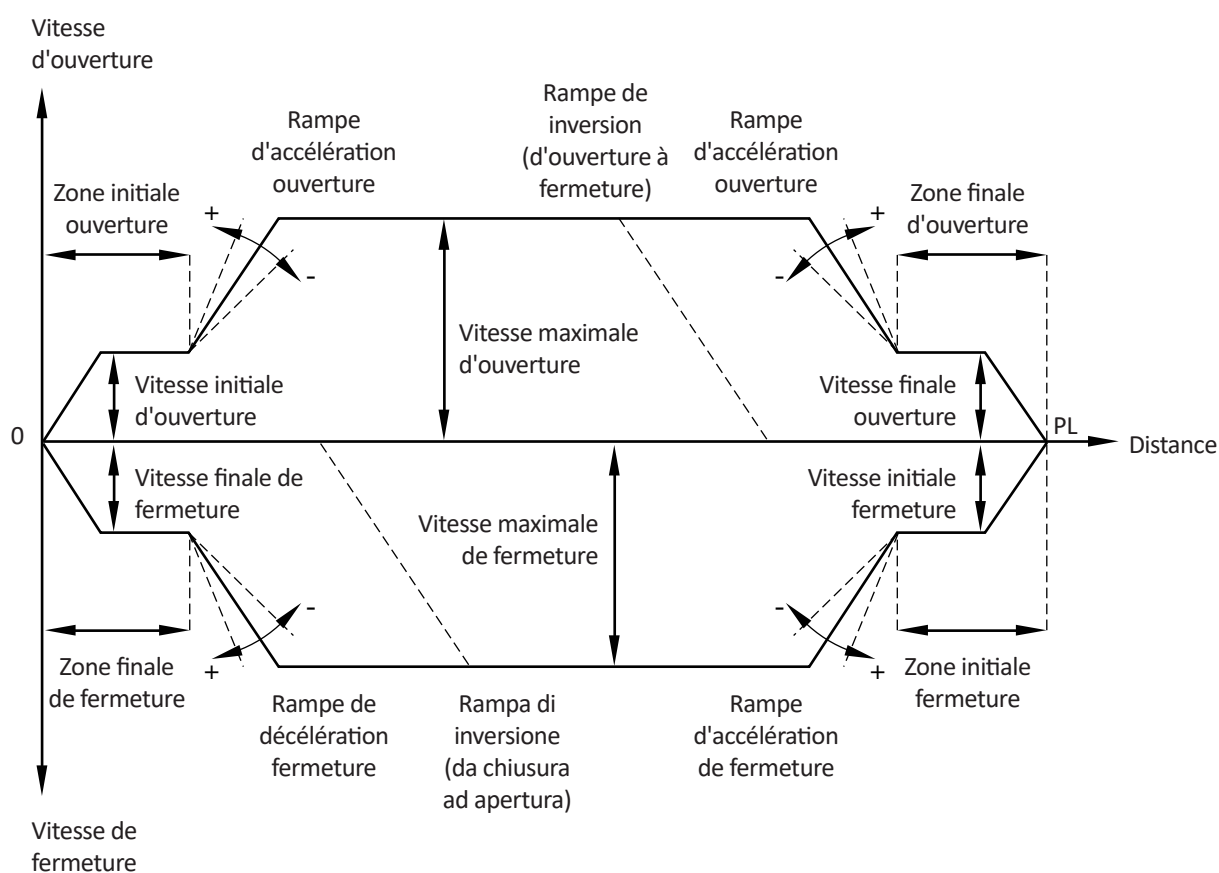 Vitesse
d'ouverture
Rampe
d'accélération
ouverture
Rampe de
inversion
(d'ouverture à
fermeture)
Rampe
d'accélération
ouverture
Zone initiale
ouverture
+
-
+
-
Zone finale
d'ouverture
Vitesse maximale
d'ouverture
Vitesse initiale
d'ouverture
Vitesse finale
ouverture
0
PL
Distance
Vitesse finale de
fermeture
Vitesse maximale
de fermeture
Vitesse initiale
fermeture
-
+
-
+
Zone finale
de fermeture
Zone initiale
fermeture
Rampe de
décélération
fermeture
Rampa di
inversione
(da chiusura
ad apertura)
Rampe
d'accélération
de fermeture
Vitesse de
fermeture